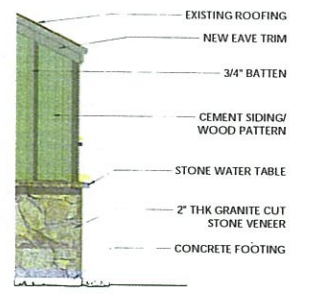 EXISTING ROOFING
NEW EAVE TRIM
3/4" BATTEN
CEMENT SIDING/
WOOD PATTERN
STONE WATER TABLE
2" THK GRANITE CUT
STONE VENEER
CONCRETE FOOTING